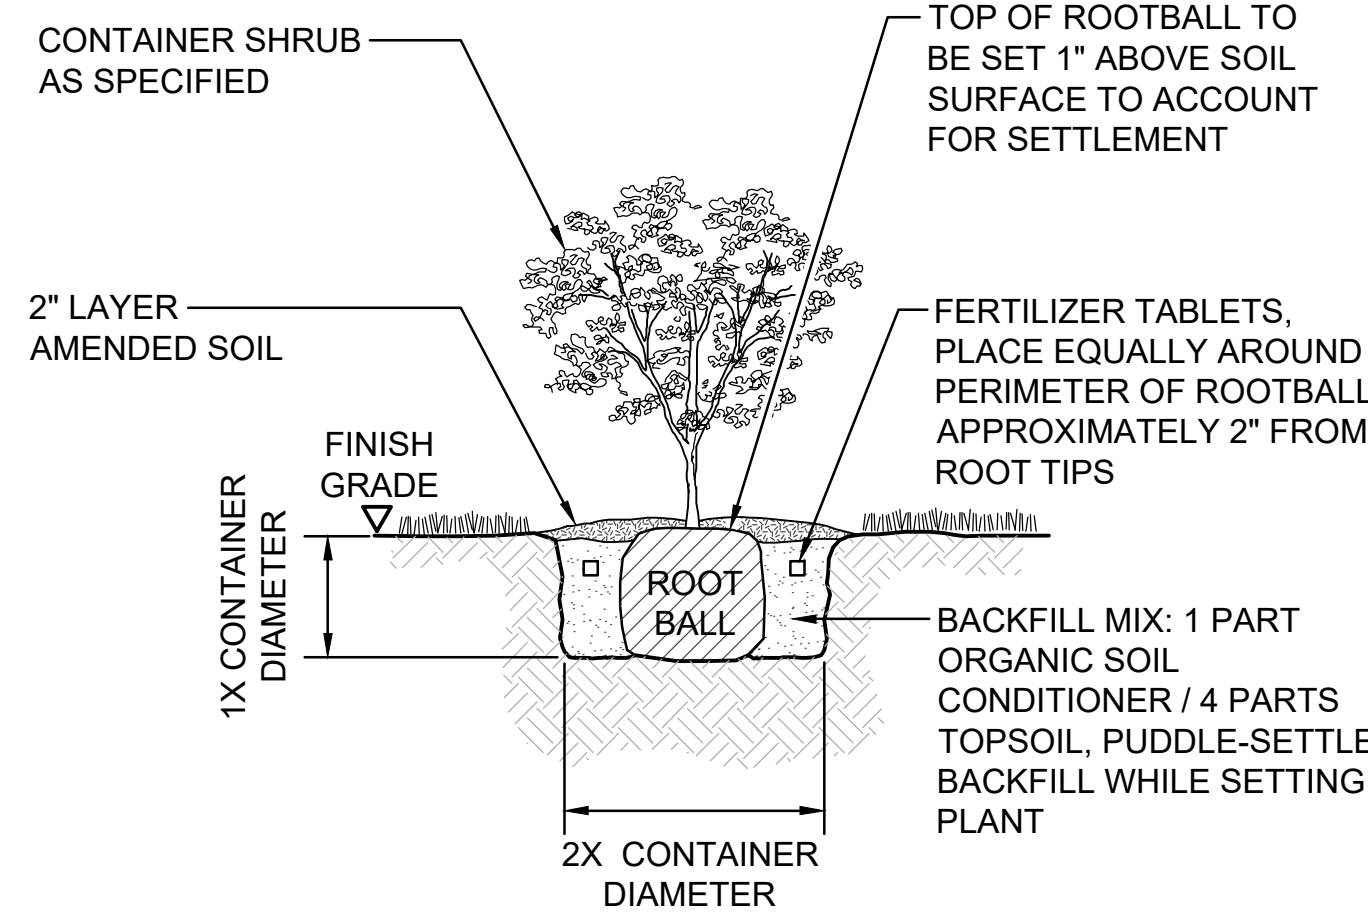 CONTAINER SHRUB
AS SPECIFIED
TOP OF ROOTBALL TO
BE SET 1" ABOVE SOIL
SURFACE TO ACCOUNT
FOR SETTLEMENT
2" LAYER
AMENDED SOIL
FERTILIZER TABLETS,
PLACE EQUALLY AROUND
PERIMETER OF ROOTBALL
APPROXIMATELY 2" FROM
ROOT TIPS
FINISH
GRADE
1X CONTAINER
DIAMETER
ROOT
BALL
BACKFILL MIX: 1 PART
ORGANIC SOIL
CONDITIONER / 4 PARTS
TOPSOIL, PUDDLE-SETTLE
BACKFILL WHILE SETTING
PLANT
2X CONTAINER
DIAMETER